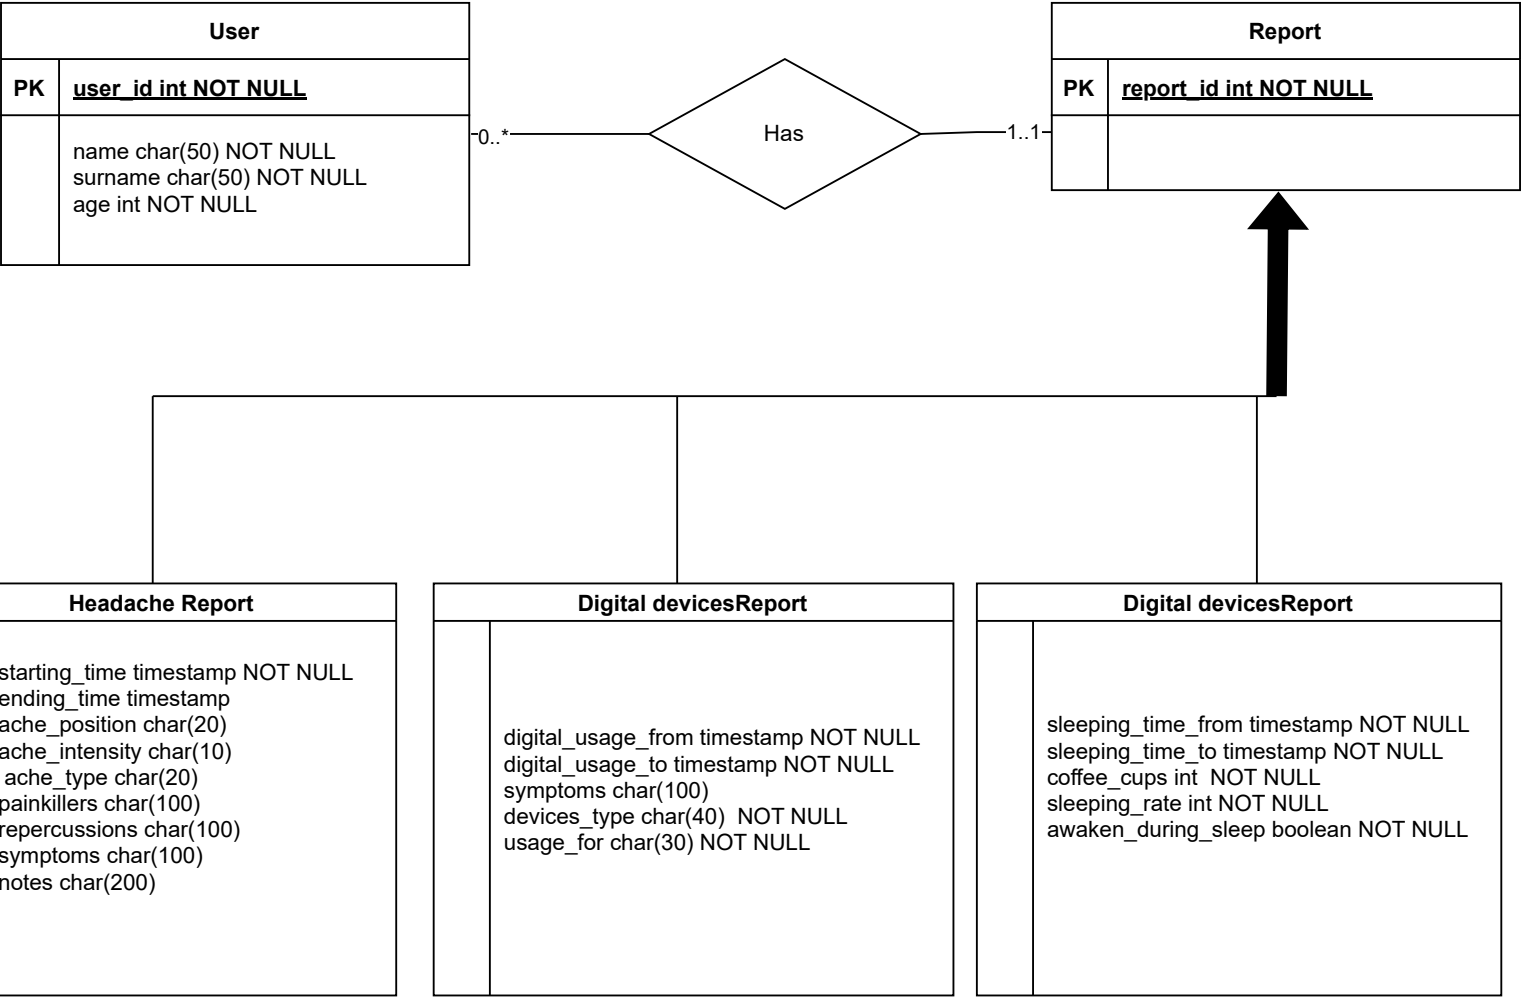 User
PK user_id int NOT NULL
name char(50) NOT NULL
surname char(50) NOT NULL
age int NOT NULL
0..*
Has
1..1
Report
PK report_id int NOT NULL
Headache Report
starting_time timestamp NOT NULL
ending_time timestamp
ache_position char(20)
ache_intensity char(10)
ache_type char(20)
painkillers char(100)
repercussions char(100)
symptoms char(100)
notes char(200)
Digital devicesReport
digital_usage_from timestamp NOT NULL
digital_usage_to timestamp NOT NULL
symptoms char(100)
devices_type char(40) NOT NULL
usage_for char(30) NOT NULL
Digital devicesReport
sleeping_time_from timestamp NOT NULL
sleeping_time_to timestamp NOT NULL
coffee_cups int NOT NULL
sleeping_rate int NOT NULL
awaken_during_sleep boolean NOT NULL